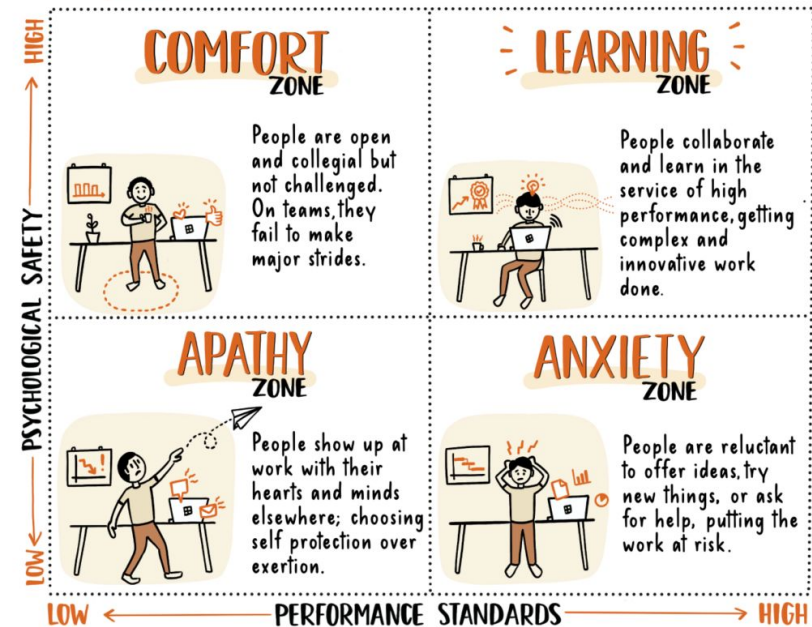 COMFORT
ZONE
People are open
and collegial but
not challenged.
On teams, they
fail to make
major strides.
LEARNING
ZONE
People collaborate
and learn in the
service of high
performance, getting
complex and
innovative work
done.
APATHY
ZONE
People show up at
work with their
hearts and minds
elsewhere; choosing
self protection over
exertion.
ANXIETY
ZONE
People are reluctant
to offer ideas, try
new things, or ask
for help, putting the
work at risk.
HIGH
PSYCHOLOGICAL SAFETY
LOW
LOW
PERFORMANCE STANDARDS
HIGH